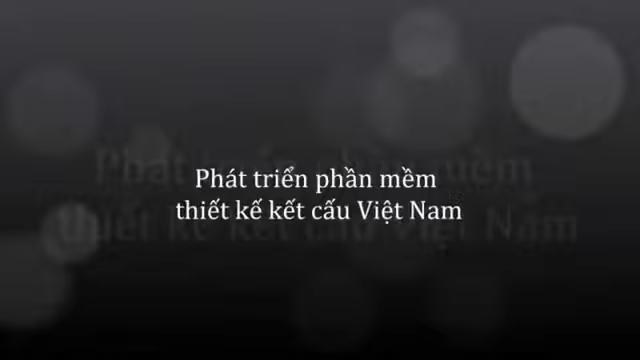 Phát triển phần mềm
thiết kế kết cấu Việt Nam